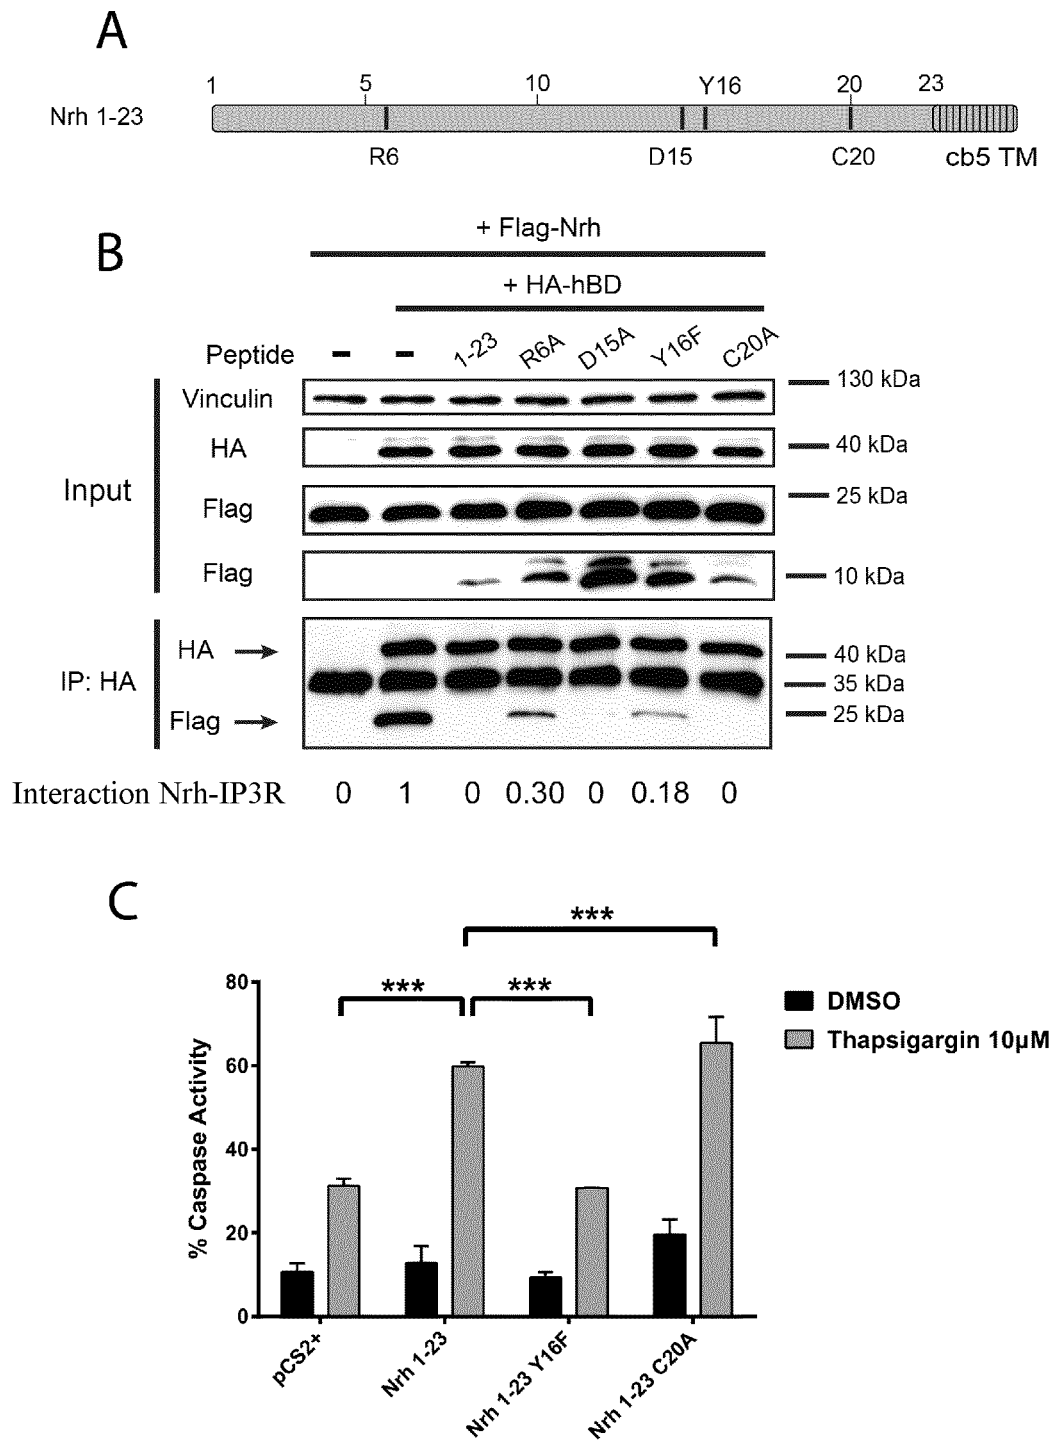 A
1 5 10 Y16 20 23
Nrh 1-23
R6 D15 C20 cb5 TM
B
+ Flag-Nrh
+ HA-hBD
Peptide - - 1-23 R6A D15A Y16F C20A
Vinculin 130 kDa
HA 40 kDa
Input
Flag 25 kDa
Flag 10 kDa
HA 40 kDa
IP: HA 35 kDa
Flag 25 kDa
Interaction Nrh-IP3R 0 1 0 0.30 0 0.18 0
C
***
*** ***
80
60
40
20
0
% Caspase Activity
DMSO
Thapsigargin 10µM
pCS2+ Nrh 1-23 Nrh 1-23 Y16F Nrh 1-23 C20A